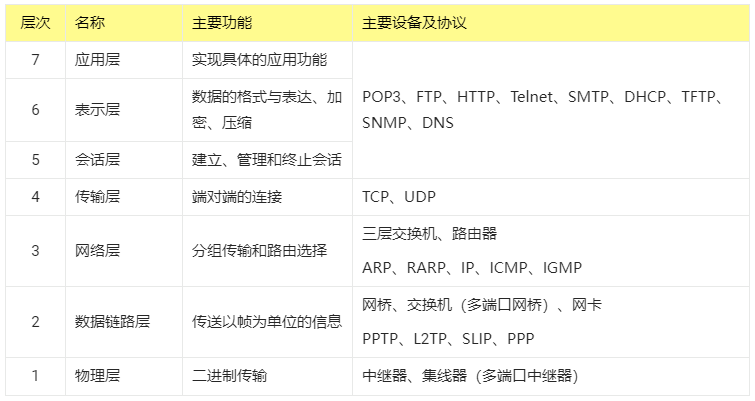 层次 名称 主要功能 主要设备及协议
7 应用层 实现具体的应用功能
6 表示层 数据的格式与表达、加
密、压缩
POP3、FTP、HTTP、Telnet、SMTP、DHCP、TFTP、
SNMP、DNS
5 会话层 建立、管理和终止会话
4 传输层 端对端的连接 TCP、UDP
3 网络层 分组传输和路由选择 三层交换机、路由器
ARP、RARP、IP、ICMP、IGMP
2 数据链路层 传送以帧为单位的信息 网桥、交换机（多端口网桥）、网卡
PPTP、L2TP、SLIP、PPP
1 物理层 二进制传输 中继器、集线器（多端口中继器）